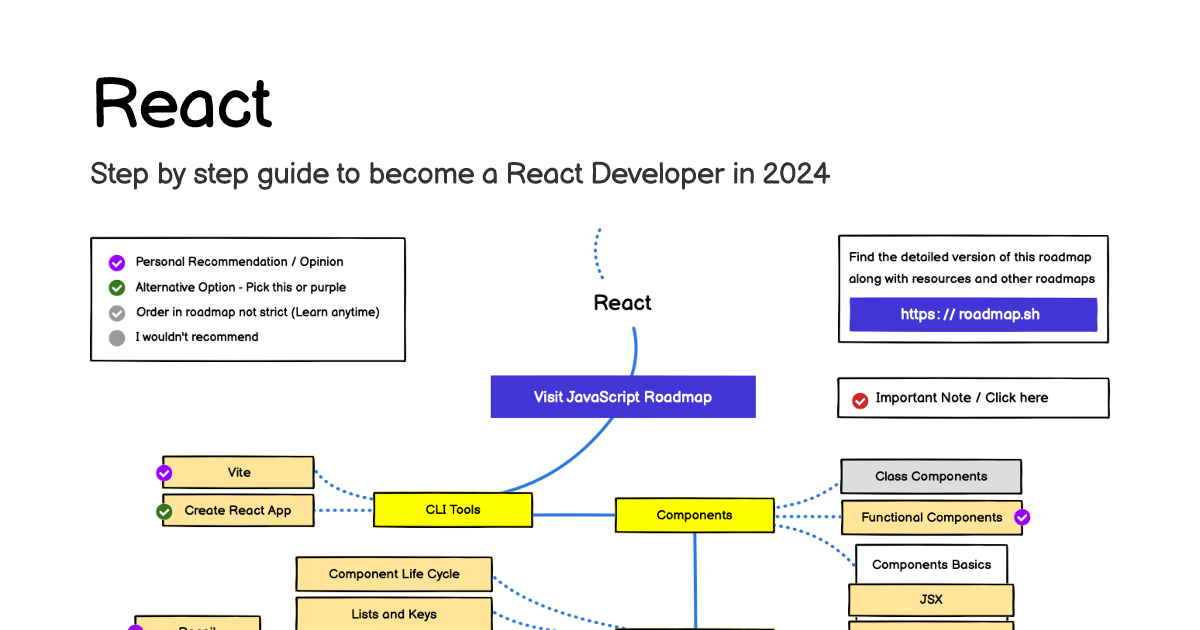 React
Step by step guide to become a React Developer in 2024
Personal Recommendation / Opinion
Alternative Option - Pick this or purple
Order in roadmap not strict (Learn anytime)
I wouldn't recommend
React
Find the detailed version of this roadmap
along with resources and other roadmaps
https://roadmap.sh
Visit JavaScript Roadmap
Important Note / Click here
Vite
Create React App
CLI Tools
Components
Class Components
Functional Components
Components Basics
JSX
Component Life Cycle
Lists and Keys